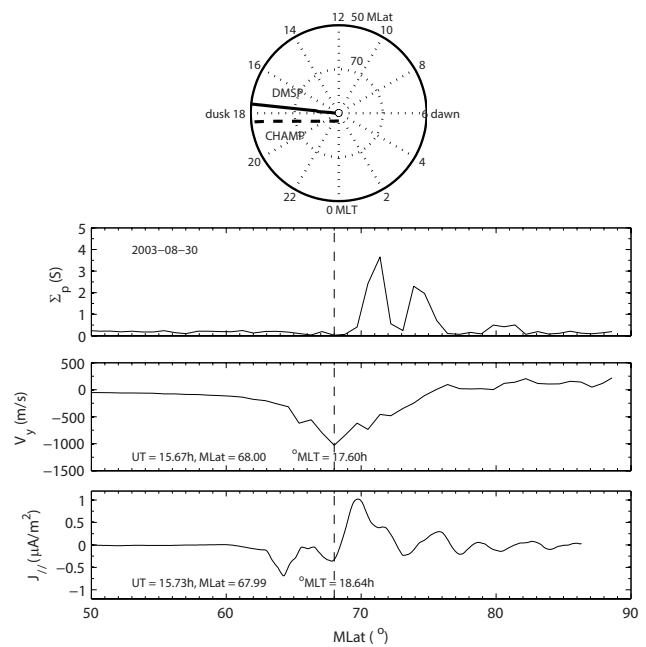 12 50 MLat
14 10
16 70 8
DMSP
dusk 18 6 dawn
CHAMP
20 4
22 2
0 MLT
5
4
3
2
1
0
Σp (S)
2003−08−30
500
0
−500
−1000
−1500
Vy (m/s)
UT = 15.67h, MLat = 68.00 oMLT = 17.60h
1
0.5
0
−0.5
−1
J// (μA/m2)
UT = 15.73h, MLat = 67.99 oMLT = 18.64h
50 60 70 80 90
MLat ( o)